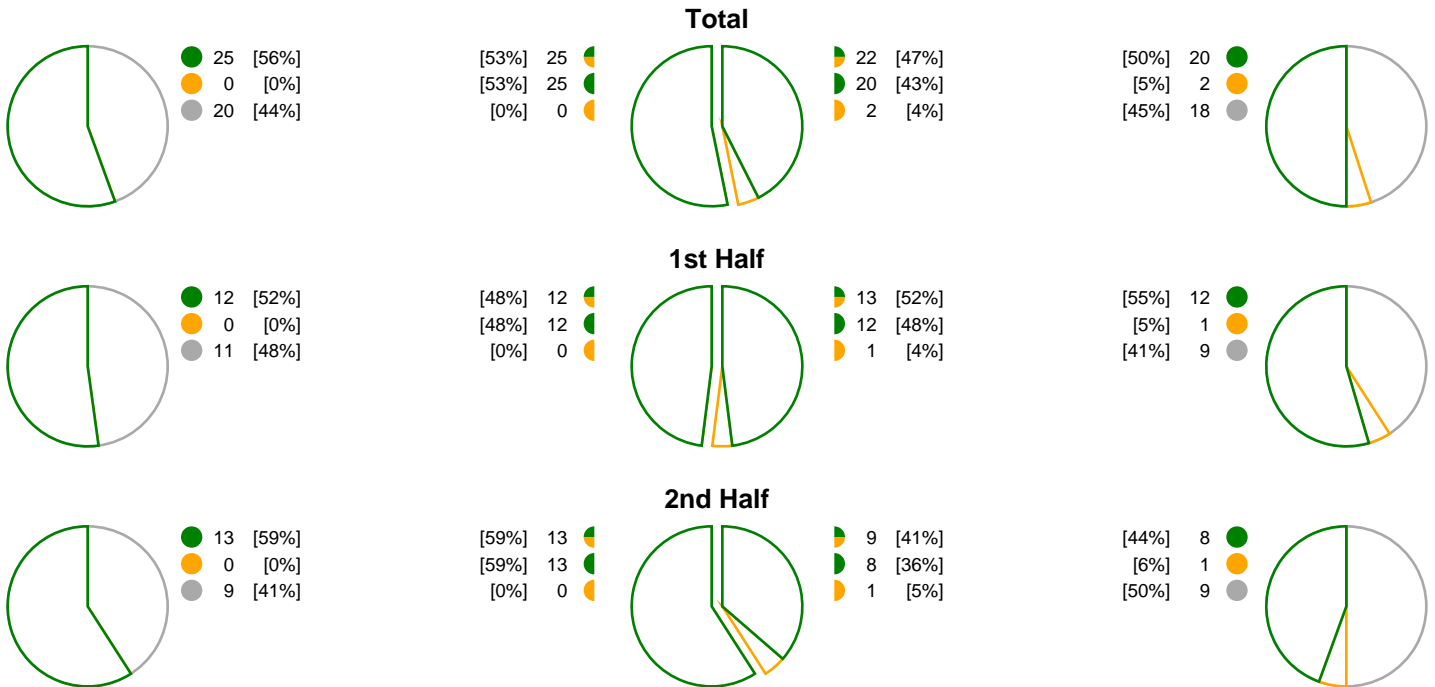 Total
25 [56%] [53%] 25 22 [47%] [50%] 20
0 [0%] [53%] 25 20 [43%] [5%] 2
20 [44%] [0%] 0 2 [4%] [45%] 18
1st Half
12 [52%] [48%] 12 13 [52%] [55%] 12
0 [0%] [48%] 12 12 [48%] [5%] 1
11 [48%] [0%] 0 1 [4%] [41%] 9
2nd Half
13 [59%] [59%] 13 9 [41%] [44%] 8
0 [0%] [59%] 13 8 [36%] [6%] 1
9 [41%] [0%] 0 1 [5%] [50%] 9